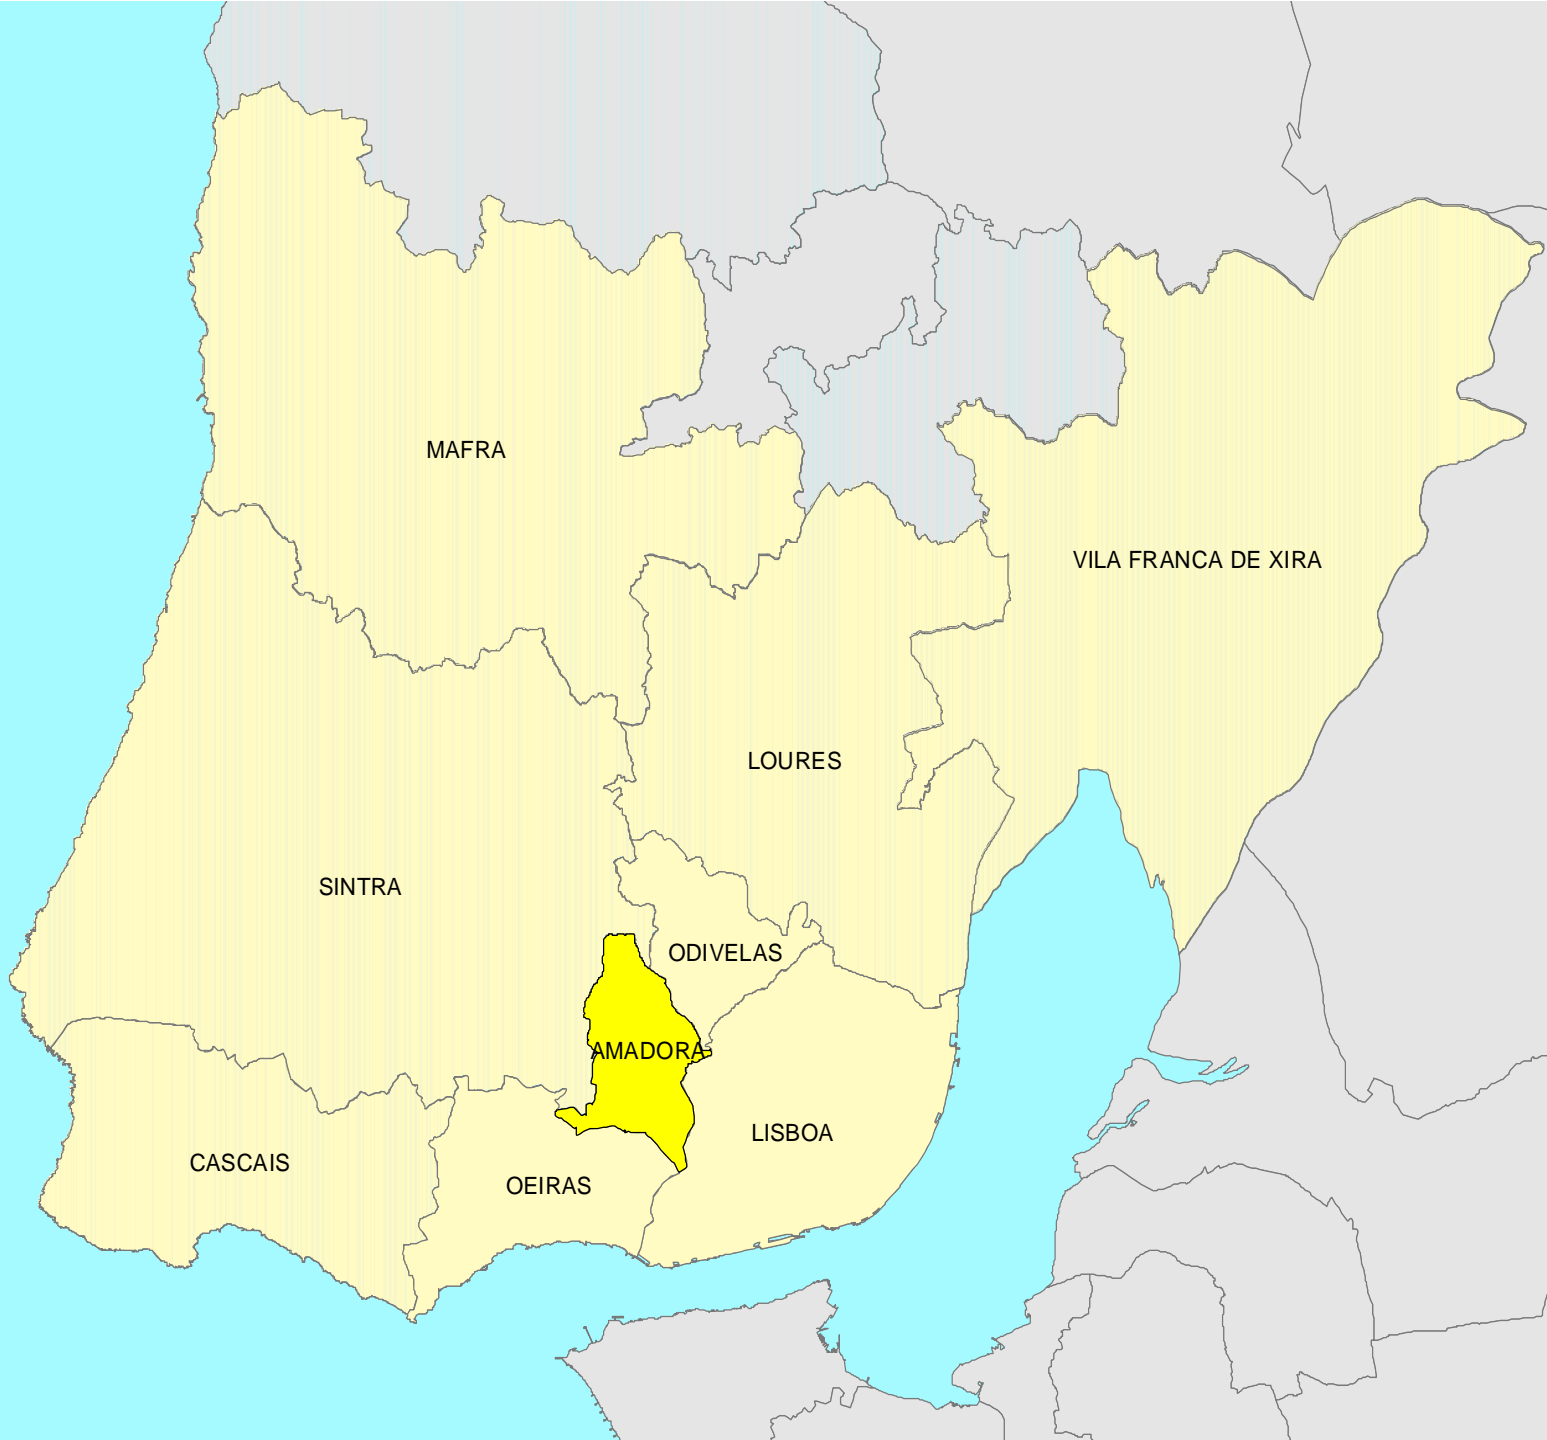 MAFRA
VILA FRANCA DE XIRA
LOURES
SINTRA
ODIVELAS
AMADORA
LISBOA
CASCAIS
OEIRAS